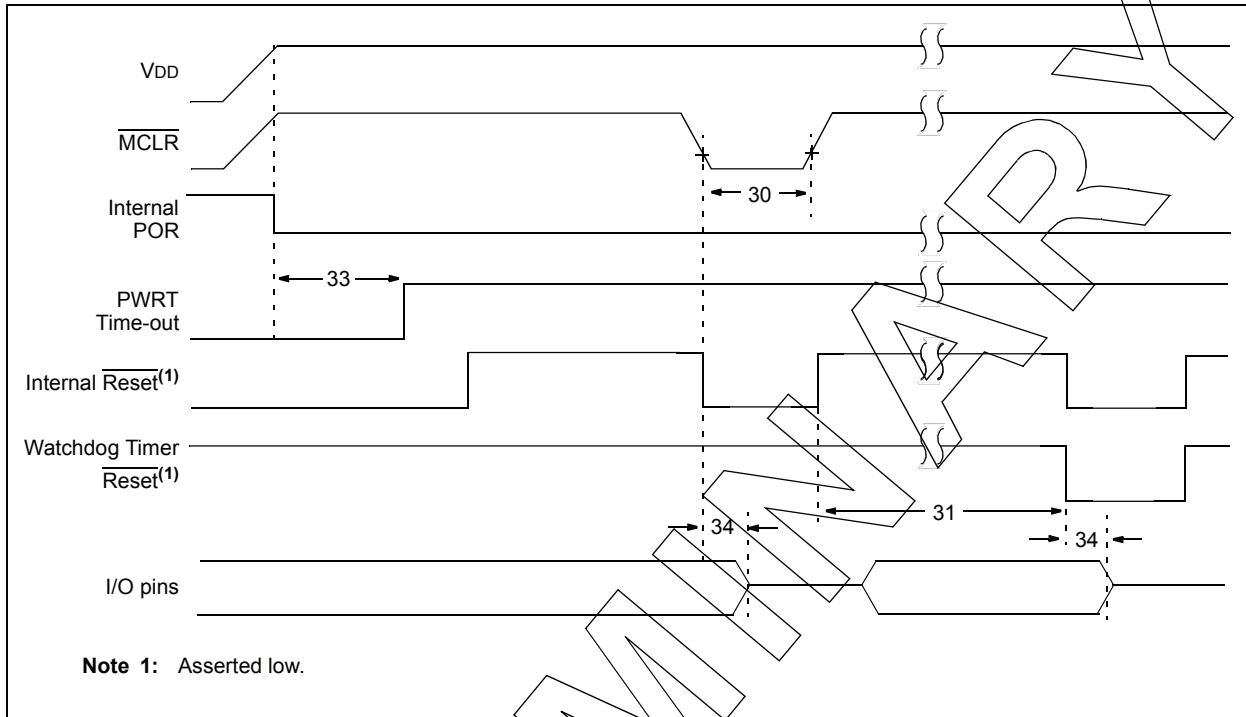 VDD
MCLR
30
Internal
POR
33
PWRT
Time-out
Internal Reset(1)
Watchdog Timer
Reset(1)
31
34
34
I/O pins
Note 1: Asserted low.
MINARY